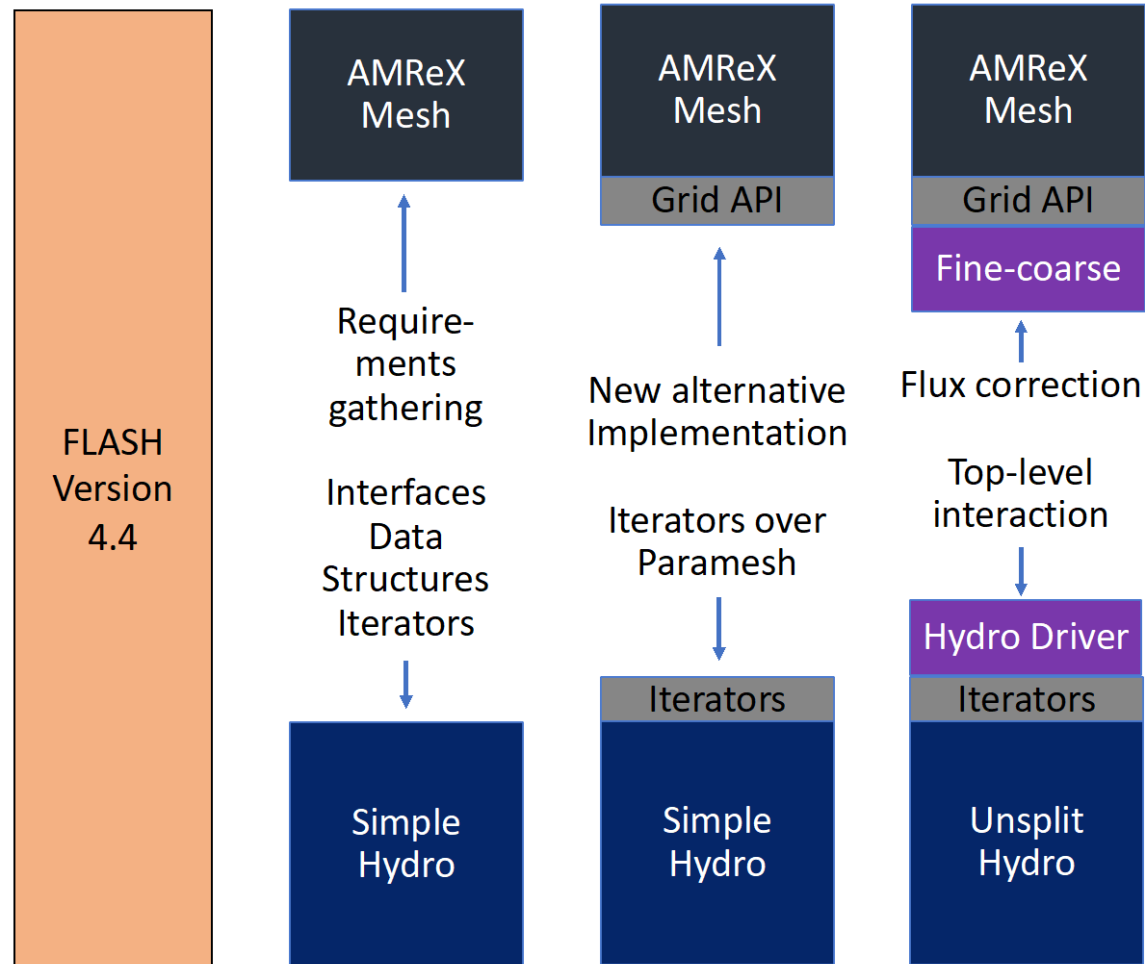 FLASH
Version
4.4
AMReX
Mesh
Require-
ments
gathering
Interfaces
Data
Structures
Iterators
Simple
Hydro
AMReX
Mesh
Grid API
New alternative
Implementation
Iterators over
Paramesh
Iterators
Simple
Hydro
AMReX
Mesh
Grid API
Fine-coarse
Flux correction
Top-level
interaction
Hydro Driver
Iterators
Unsplit
Hydro